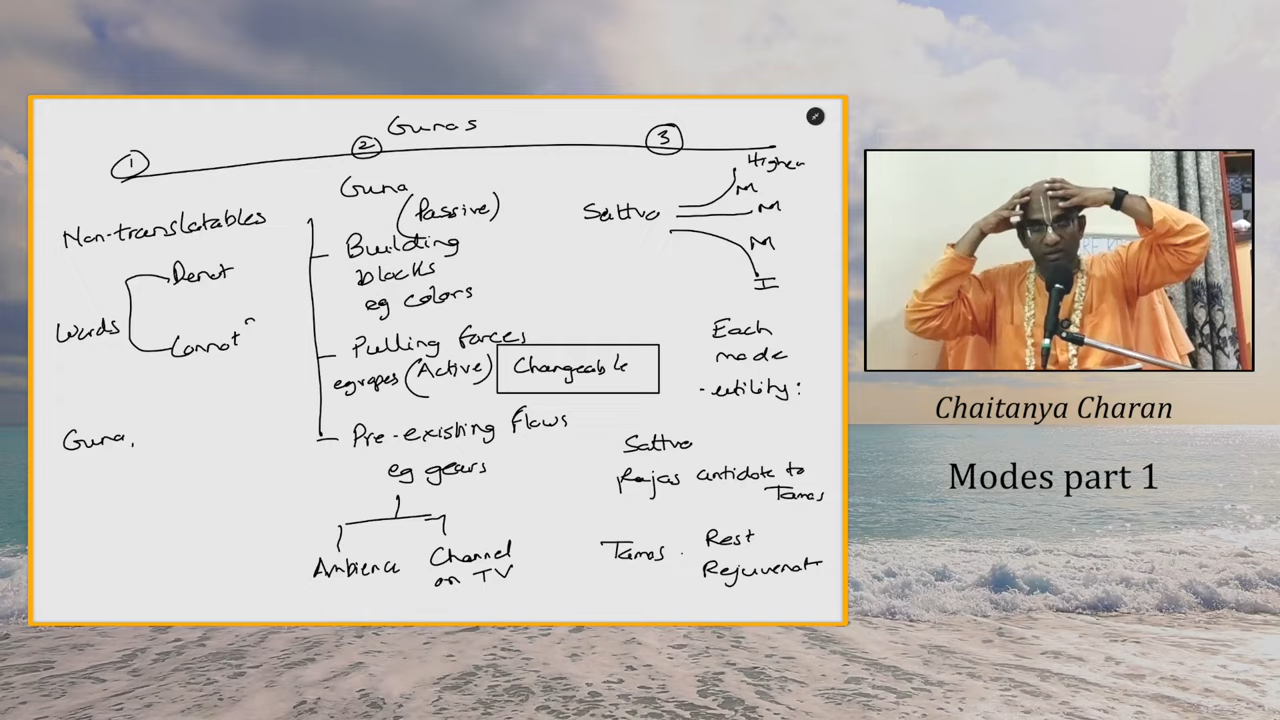 Gunas
1 2 3
Non-translatables
Words
Denot
Connot^n
Guna,
Guna
(Passive)
Building
blocks
eg colors
Pulling forces
eg ropes (Active)
Changeable
Pre-existing flows
eg gears
Ambience
Channel
on TV
Sattva
Higher
M
M
M
I
Each
mode
- utility:
Sattva
Rajas antidote to
Tamas
Tamas. Rest
Rejuvenat
Chaitanya Charan
Modes part 1